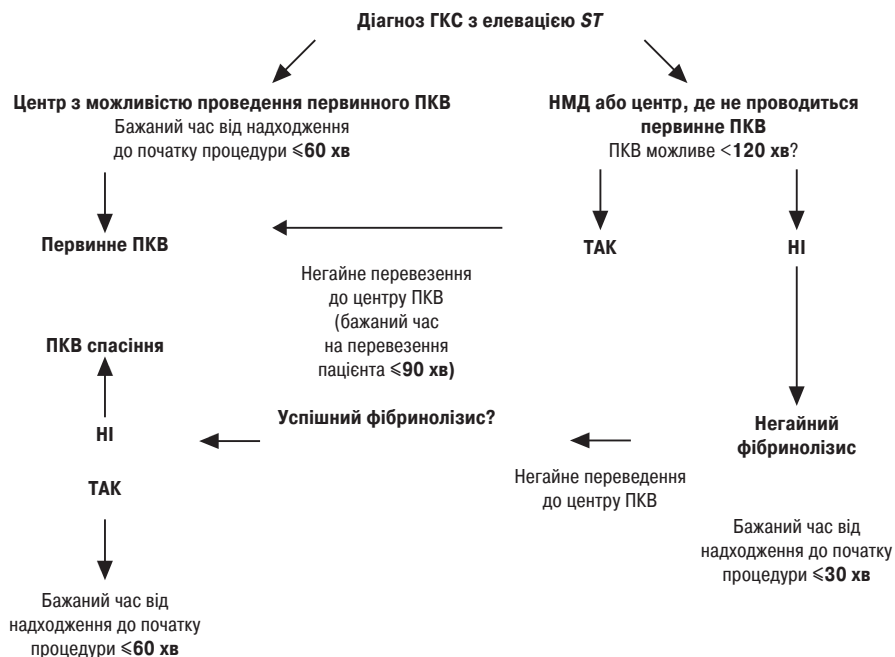 Діагноз ГКС з елевацією ST
Центр з можливістю проведення первинного ПКВ
Бажаний час від надходження
до початку процедури ⩽60 хв
НМД або центр, де не проводиться
первинне ПКВ
ПКВ можливе <120 хв?
Первинне ПКВ
ТАК
НІ
Негайне перевезення
до центру ПКВ
(бажаний час
на перевезення
пацієнта ⩽90 хв)
ПКВ спасіння
Успішний фібринолізис?
НІ
Негайний
фібринолізис
ТАК
Негайне переведення
до центру ПКВ
Бажаний час від
надходження до початку
процедури ⩽30 хв
Бажаний час від
надходження до початку
процедури ⩽60 хв